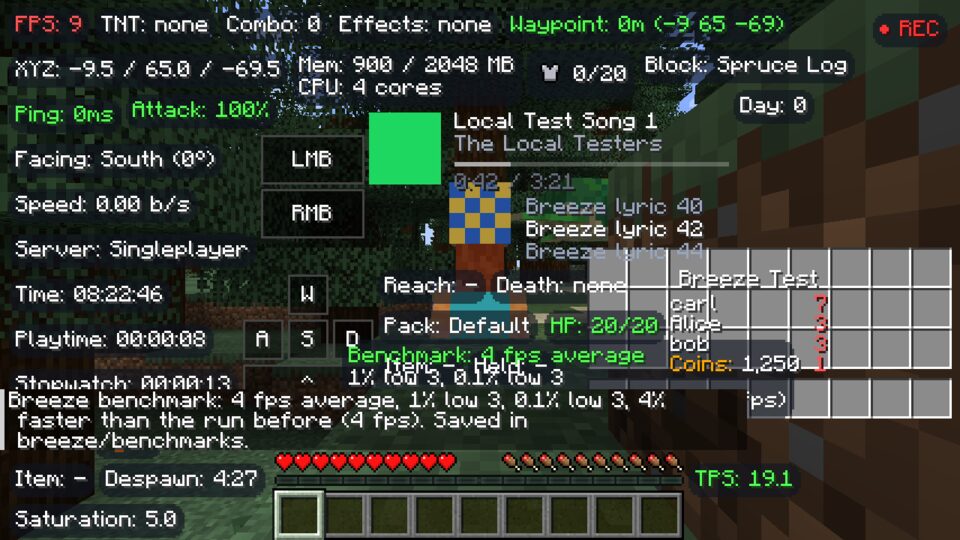 FPS: 9 TNT: none Combo: 0 Effects: none Waypoint: 0m (-9 65 -69)
REC
XYZ: -9.5 / 65.0 / -69.5
Mem: 900 / 2048 MB
CPU: 4 cores
0/20
Block: Spruce Log
Day: 0
Ping: 0ms
Attack: 100%
Local Test Song 1
The Local Testers
0:42 / 3:21
Facing: South (0º)
LMB
Speed: 0.00 b/s
RMB
Breeze lyric 40
Breeze lyric 42
Breeze lyric 44
Server: Singleplayer
Reach: - Death: none
Breeze Test
carl 7
Alice 3
bob 3
Coins: 1,250 1
Time: 08:22:46
W
Pack: Default HP: 20/20
Playtime: 00:00:08
A S D
Benchmark: 4 fps average
1% low 3, 0.1% low 3
Item: - Held: -
Stopwatch: 00:00:13
^
Breeze benchmark: 4 fps average, 1% low 3, 0.1% low 3, 4%
faster than the run before (4 fps). Saved in
breeze/benchmarks.
fps)
Item: - Despawn: 4:27
TPS: 19.1
Saturation: 5.0